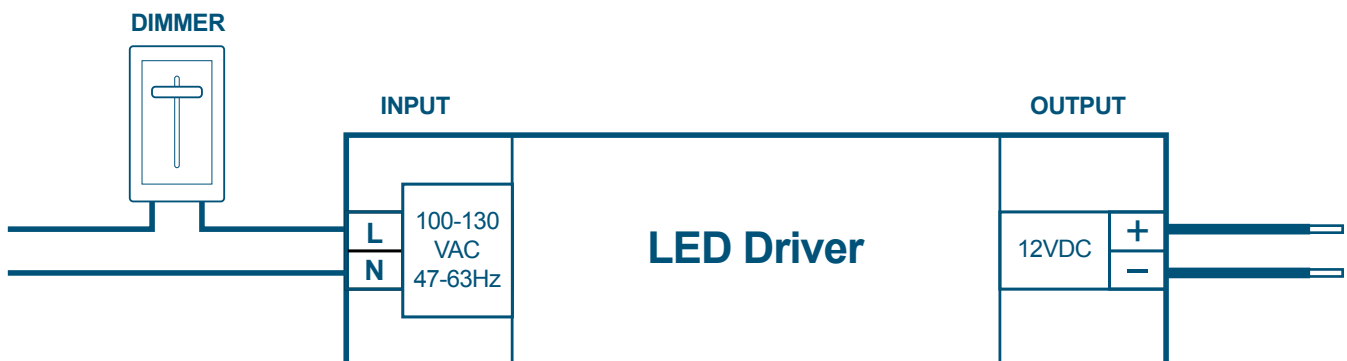 DIMMER
INPUT
OUTPUT
L
N
100-130
VAC
47-63Hz
LED Driver
12VDC
+
−